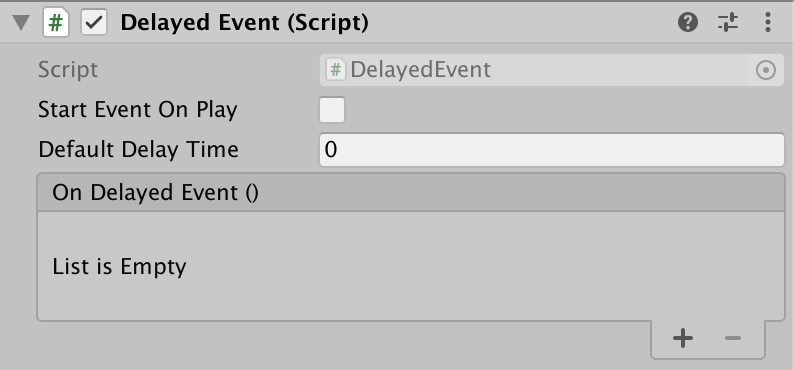 # Delayed Event (Script)
Script # DelayedEvent
Start Event On Play
Default Delay Time 0
On Delayed Event ()
List is Empty
+ −